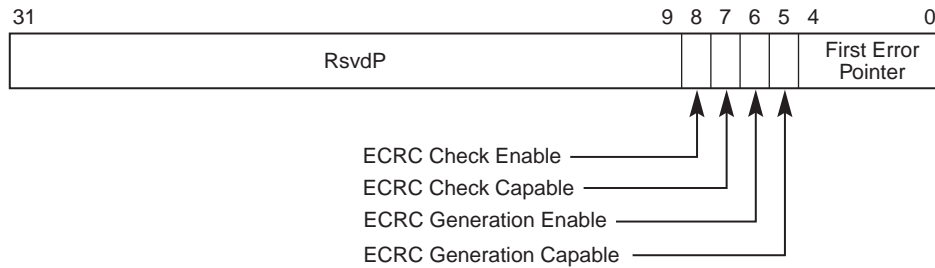 31 9 8 7 6 5 4 0
RsvdP
First Error
Pointer
ECRC Check Enable
ECRC Check Capable
ECRC Generation Enable
ECRC Generation Capable